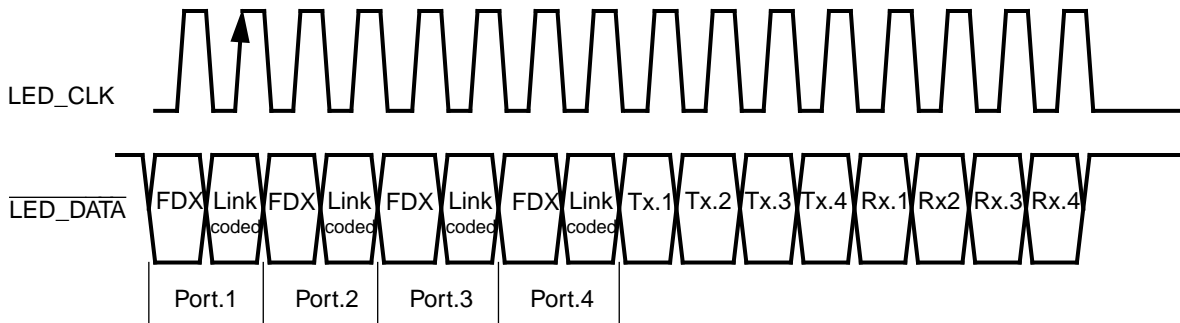 LED_CLK
LED_DATA
FDX Link coded FDX Link coded FDX Link coded FDX Link coded Tx.1 Tx.2 Tx.3 Tx.4 Rx.1 Rx2 Rx.3 Rx.4
Port.1 Port.2 Port.3 Port.4